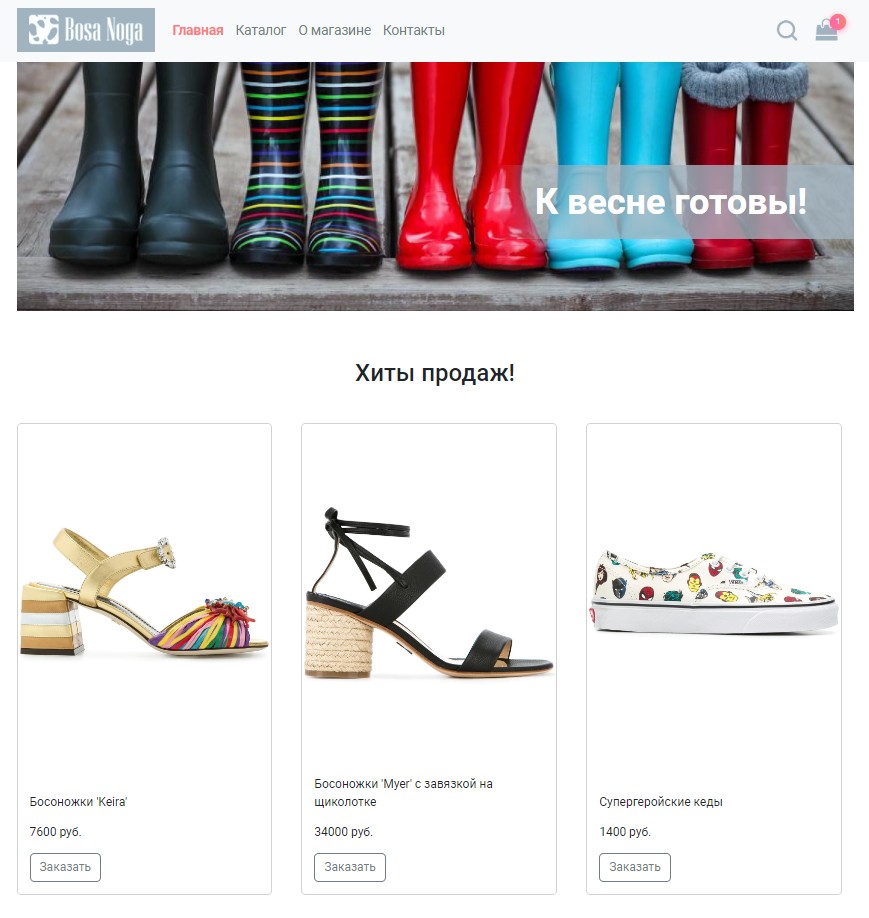 Bosa Noga
Главная Каталог О магазине Контакты
1
К весне готовы!
Хиты продаж!
Босоножки 'Keira'
7600 руб.
Заказать
Босоножки 'Myer' с завязкой на
щиколотке
34000 руб.
Заказать
Супергеройские кеды
1400 руб.
Заказать